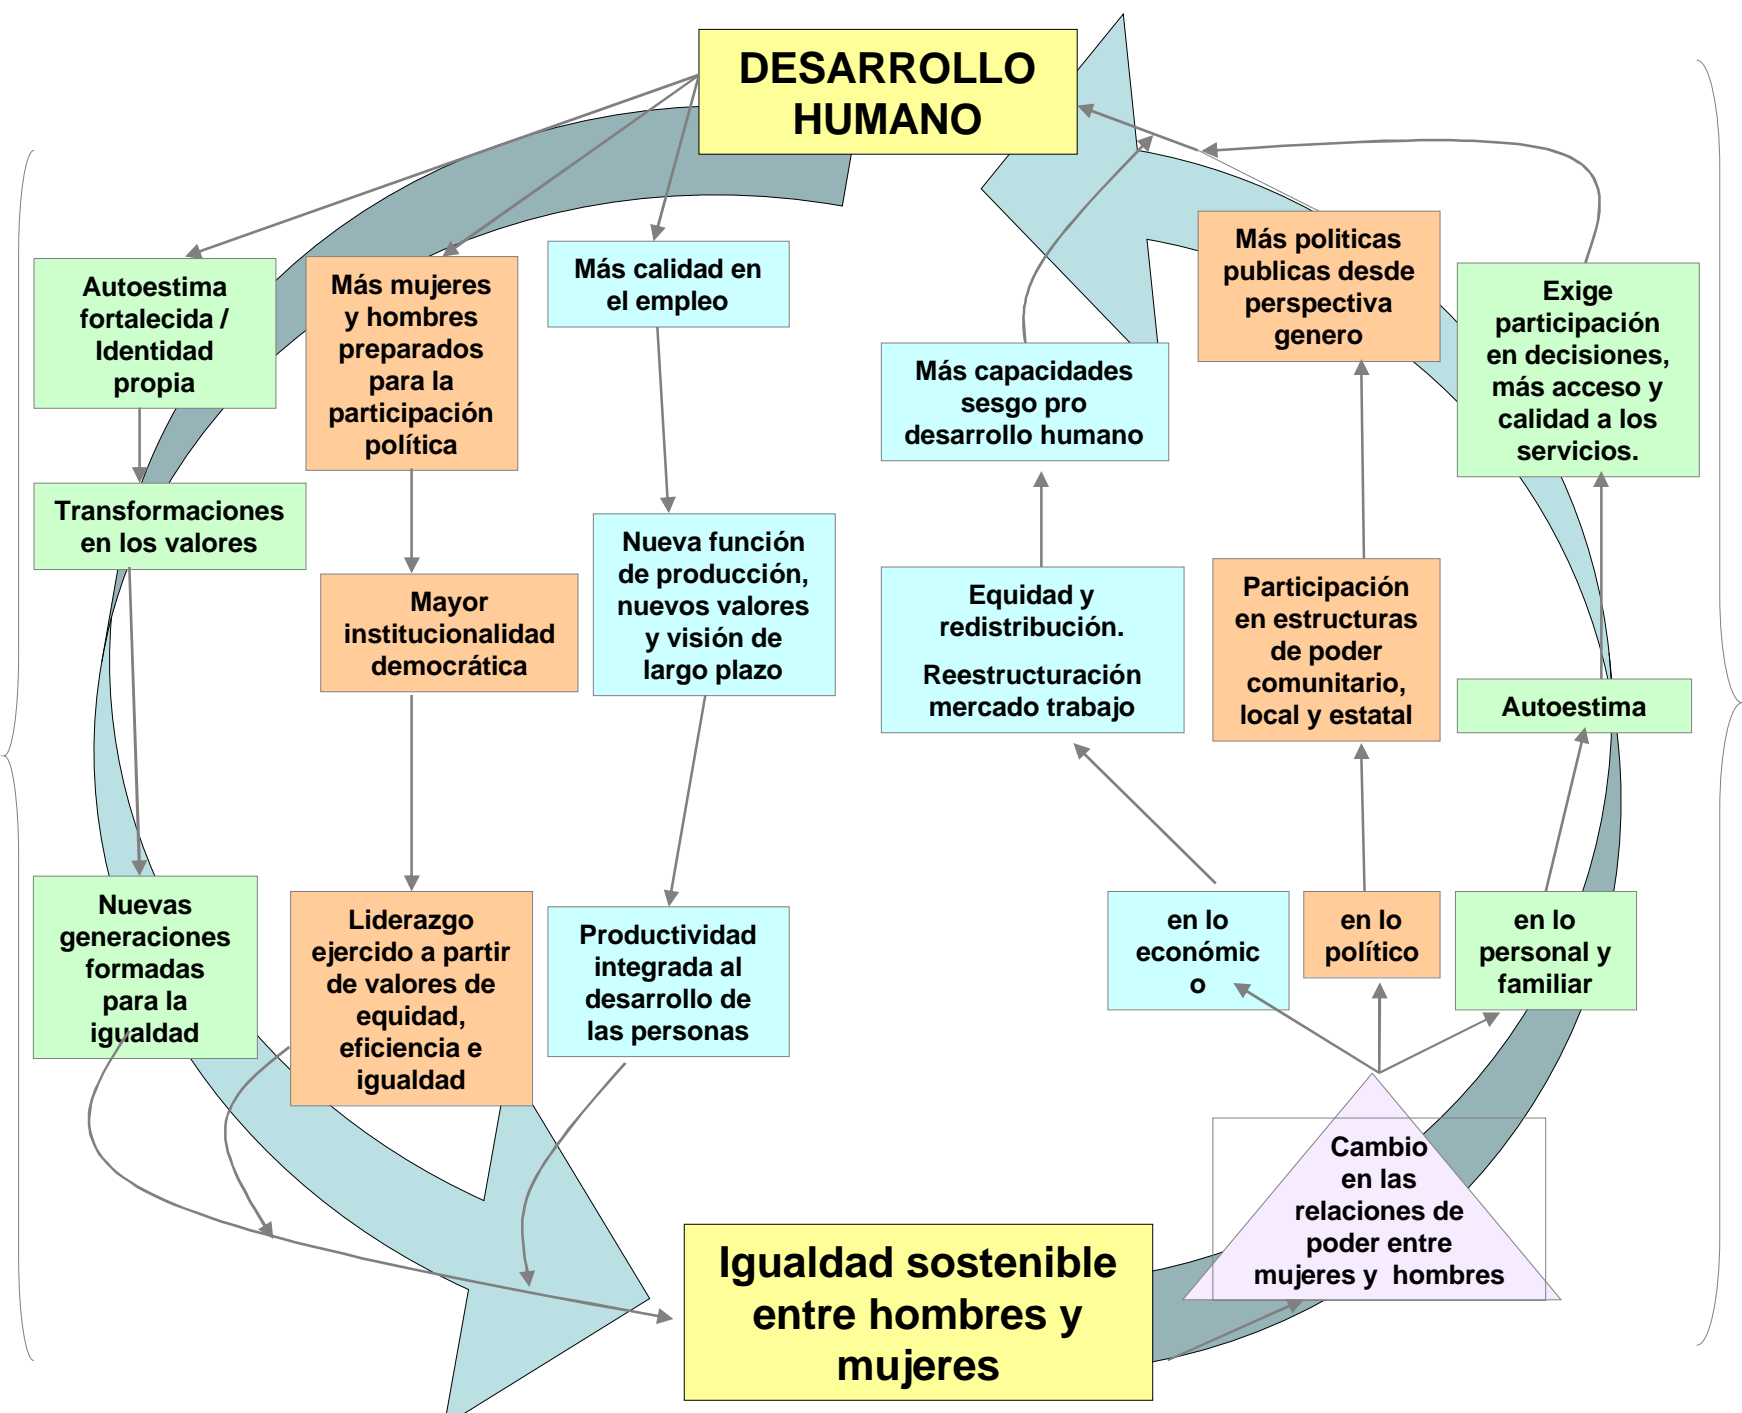 DESARROLLO
HUMANO
Autoestima
fortalecida /
Identidad
propia
Más mujeres
y hombres
preparados
para la
participación
política
Más calidad en
el empleo
Más capacidades
sesgo pro
desarrollo humano
Más politicas
publicas desde
perspectiva
genero
Exige
participación
en decisiones,
más acceso y
calidad a los
servicios.
Transformaciones
en los valores
Mayor
institucionalidad
democrática
Nueva función
de producción,
nuevos valores
y visión de
largo plazo
Equidad y
redistribución.
Reestructuración
mercado trabajo
Participación
en estructuras
de poder
comunitario,
local y estatal
Autoestima
Nuevas
generaciones
formadas
para la
igualdad
Liderazgo
ejercido a partir
de valores de
equidad,
eficiencia e
igualdad
Productividad
integrada al
desarrollo de
las personas
en lo
económic
o
en lo
político
en lo
personal y
familiar
Cambio
en las
relaciones de
poder entre
mujeres y  hombres
Igualdad sostenible
entre hombres y
mujeres